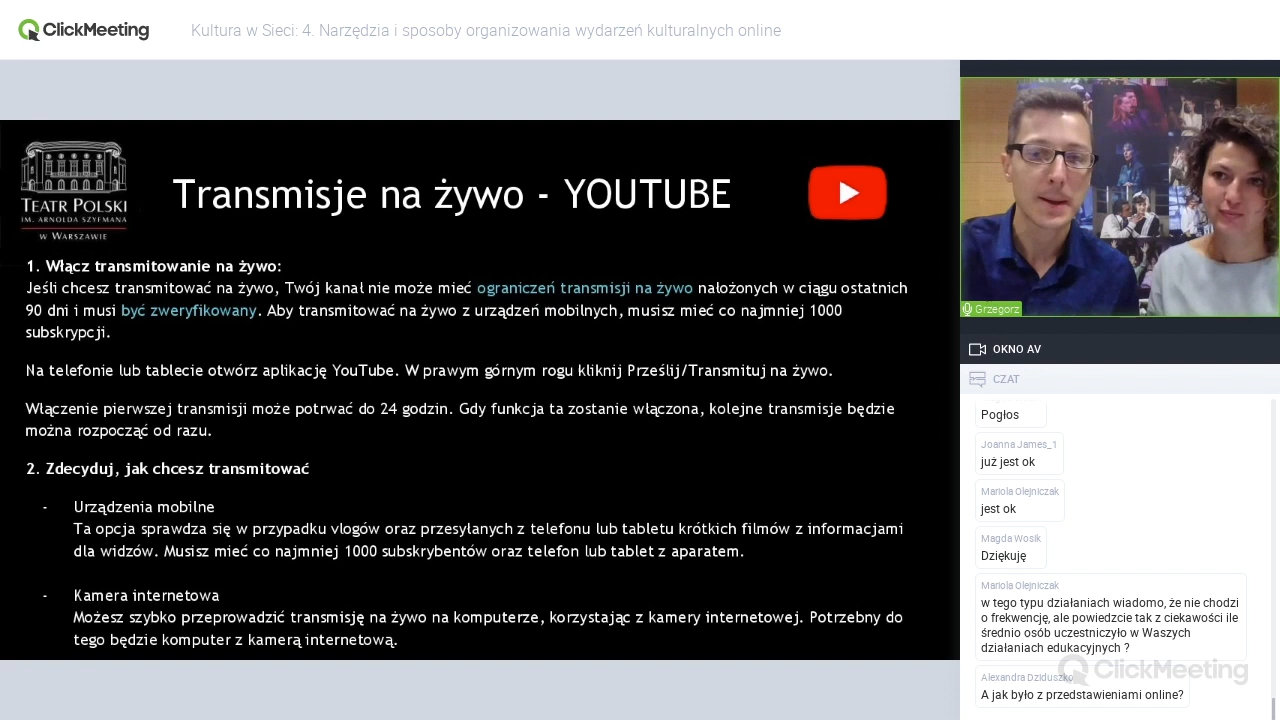 ClickMeeting
Kultura w Sieci: 4. Narzędzia i sposoby organizowania wydarzeń kulturalnych online
TEATR POLSKI
IM. ARNOLDA SZYFMANA
W WARSZAWIE
Transmisje na żywo - YOUTUBE
1. Włącz transmitowanie na żywo:
Jeśli chcesz transmitować na żywo, Twój kanał nie może mieć ograniczeń transmisji na żywo nałożonych w ciągu ostatnich
90 dni i musi być zweryfikowany. Aby transmitować na żywo z urządzeń mobilnych, musisz mieć co najmniej 1000
subskrypcji.
Na telefonie lub tablecie otwórz aplikację YouTube. W prawym górnym rogu kliknij Prześlij/Transmituj na żywo.
Włączenie pierwszej transmisji może potrwać do 24 godzin. Gdy funkcja ta zostanie włączona, kolejne transmisje będzie
można rozpocząć od razu.
2. Zdecyduj, jak chcesz transmitować
- Urządzenia mobilne
Ta opcja sprawdza się w przypadku vlogów oraz przesyłanych z telefonu lub tabletu krótkich filmów z informacjami
dla widzów. Musisz mieć co najmniej 1000 subskrybentów oraz telefon lub tablet z aparatem.
- Kamera internetowa
Możesz szybko przeprowadzić transmisję na żywo na komputerze, korzystając z kamery internetowej. Potrzebny do
tego będzie komputer z kamerą internetową.
Grzegorz
OKNO AV
CZAT
Pogłos
Joanna James_1
już jest ok
Mariola Olejniczak
jest ok
Magda Wosik
Dziękuję
Mariola Olejniczak
w tego typu działaniach wiadomo, że nie chodzi
o frekwencję, ale powiedzcie tak z ciekawości ile
średnio osób uczestniczyło w Waszych
działaniach edukacyjnych ?
ClickMeeting
Alexandra Dziduszko
A jak było z przedstawieniami online?